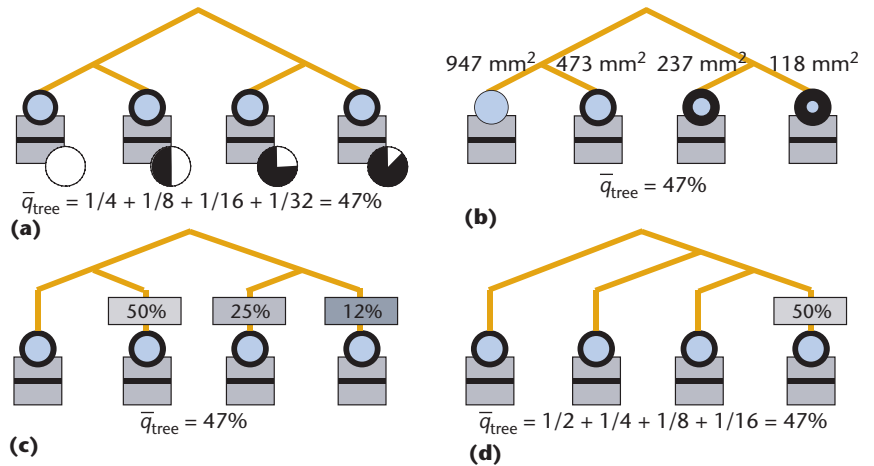 947 mm² 473 mm² 237 mm² 118 mm²
q̅tree = 1/4 + 1/8 + 1/16 + 1/32 = 47%
(a)
q̅tree = 47%
(b)
50% 25% 12%
q̅tree = 47%
(c)
50%
q̅tree = 1/2 + 1/4 + 1/8 + 1/16 = 47%
(d)